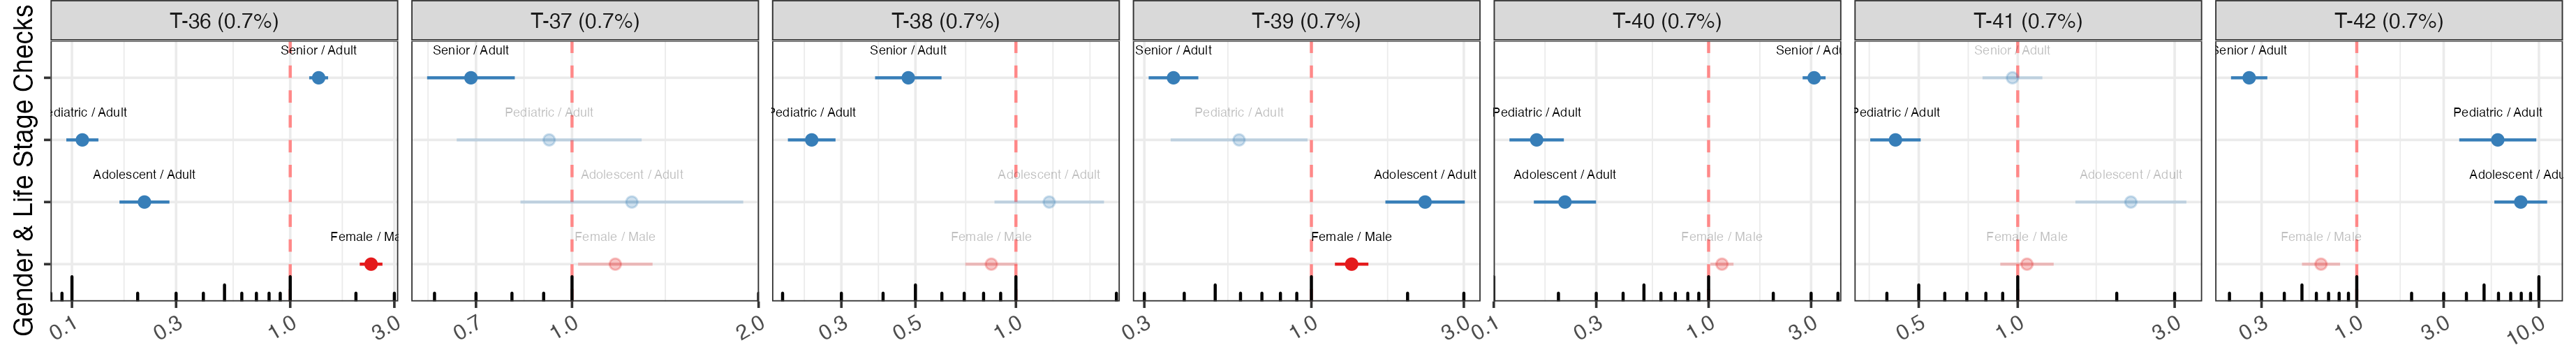 Gender & Life Stage Checks
T-36 (0.7%)
Senior / Adult
ediatric / Adult
Adolescent / Adult
Female / Ma
0.1 0.3 1.0 3.0
T-37 (0.7%)
Senior / Adult
Pediatric / Adult
Adolescent / Adult
Female / Male
0.7 1.0 2.0
T-38 (0.7%)
Senior / Adult
Pediatric / Adult
Adolescent / Adult
Female / Male
0.3 0.5 1.0
T-39 (0.7%)
Senior / Adult
Pediatric / Adult
Adolescent / Adult
Female / Male
0.3 1.0 3.0
T-40 (0.7%)
Senior / Adu
Pediatric / Adult
Adolescent / Adult
Female / Male
0.1 0.3 1.0 3.0
T-41 (0.7%)
Senior / Adult
Pediatric / Adult
Adolescent / Adult
Female / Male
0.5 1.0 3.0
T-42 (0.7%)
Senior / Adult
Pediatric / Adult
Adolescent / Adu
Female / Male
0.3 1.0 3.0 10.0